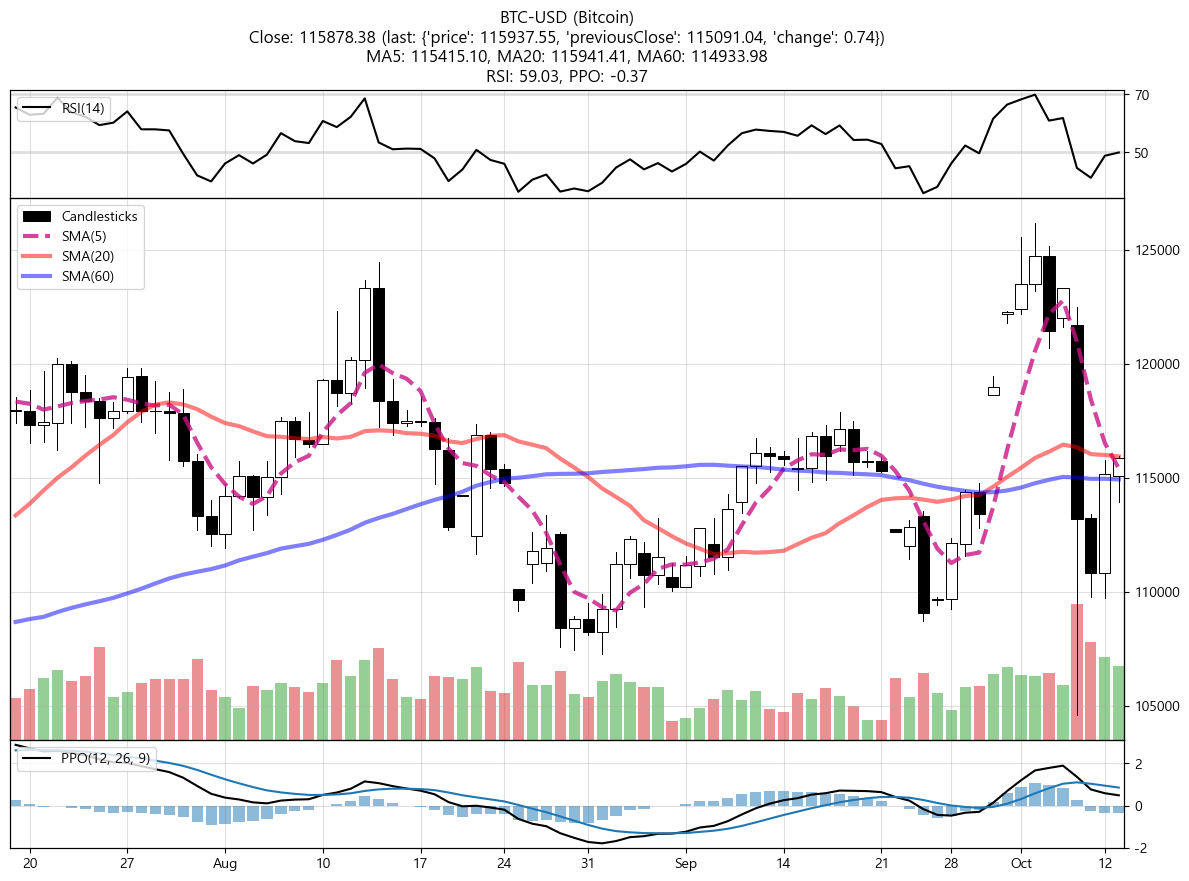 BTC-USD (Bitcoin)
Close: 115878.38 (last: {'price': 115937.55, 'previousClose': 115091.04, 'change': 0.74})
MA5: 115415.10, MA20: 115941.41, MA60: 114933.98
RSI: 59.03, PPO: -0.37
RSI(14)
70
50
Candlesticks
SMA(5)
SMA(20)
SMA(60)
125000
120000
115000
110000
105000
PPO(12, 26, 9)
2
0
-2
20 27 Aug 10 17 24 31 Sep 14 21 28 Oct 12